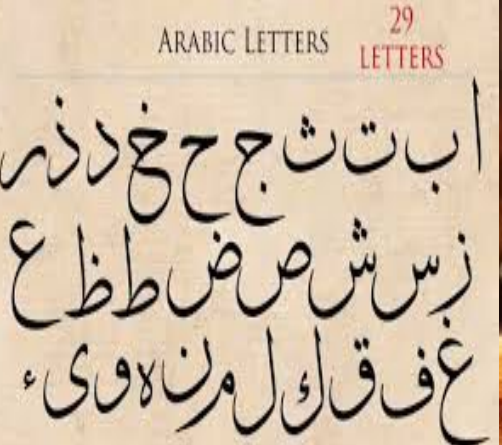 ARABIC LETTERS
29
LETTERS
ا ب ت ث ج ح خ د ذ ر
ز س ش ص ض ط ظ ع
غ ف ق ك ل م ن ه و ى ء